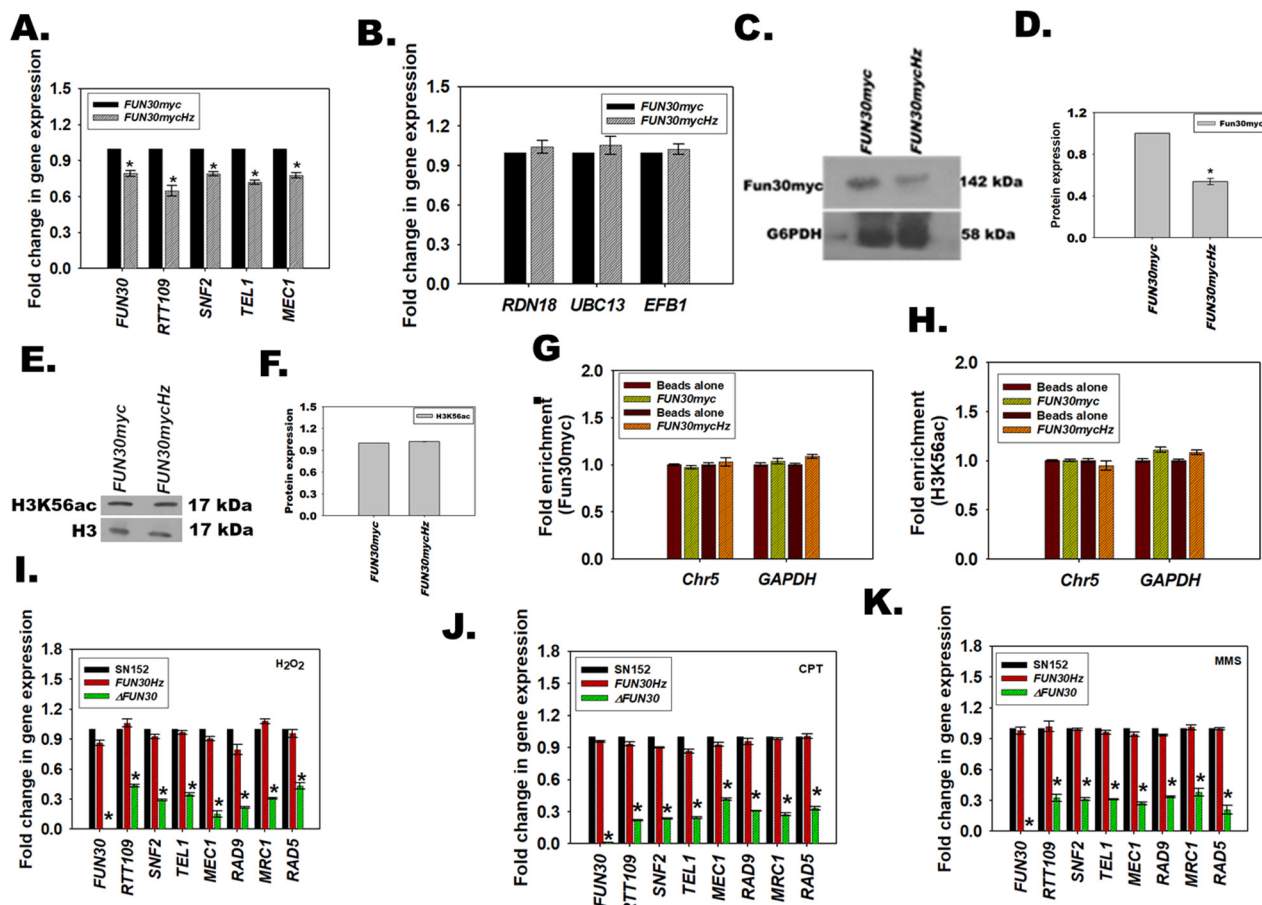 A.
Fold change in gene expression
1.5
1.2
0.9
0.6
0.3
0.0
FUN30myc
FUN30mycHz
*
*
*
*
*
FUN30
RTT109
SNF2
TEL1
MEC1
B.
Fold change in gene expression
1.5
1.2
0.9
0.6
0.3
0.0
FUN30myc
FUN30mycHz
RDN18
UBC13
EFB1
C.
FUN30myc
FUN30mycHz
Fun30myc
142 kDa
G6PDH
58 kDa
D.
Protein expression
1.2
0.8
0.4
0.0
Fun30myc
*
FUN30myc
FUN30mycHz
E.
FUN30myc
FUN30mycHz
H3K56ac
17 kDa
H3
17 kDa
F.
Protein expression
1.5
1.2
0.9
0.6
0.3
0.0
H3K56ac
FUN30myc
FUN30mycHz
G
Fold enrichment
(Fun30myc)
2.0
1.5
1.0
0.5
0.0
Beads alone
FUN30myc
Beads alone
FUN30mycHz
Chr5
GAPDH
H.
Fold enrichment
(H3K56ac)
2.0
1.5
1.0
0.5
0.0
Beads alone
FUN30myc
Beads alone
FUN30mycHz
Chr5
GAPDH
I.
Fold change in gene expression
1.8
1.5
1.2
0.9
0.6
0.3
0.0
SN152
FUN30Hz
ΔFUN30
H2O2
*
*
*
*
*
*
*
*
FUN30
RTT109
SNF2
TEL1
MEC1
RAD9
MRC1
RAD5
J.
Fold change in gene expression
1.8
1.5
1.2
0.9
0.6
0.3
0.0
SN152
FUN30Hz
ΔFUN30
CPT
*
*
*
*
*
*
*
*
FUN30
RTT109
SNF2
TEL1
MEC1
RAD9
MRC1
RAD5
K.
Fold change in gene expression
1.8
1.5
1.2
0.9
0.6
0.3
0.0
SN152
FUN30Hz
ΔFUN30
MMS
*
*
*
*
*
*
*
*
FUN30
RTT109
SNF2
TEL1
MEC1
RAD9
MRC1
RAD5